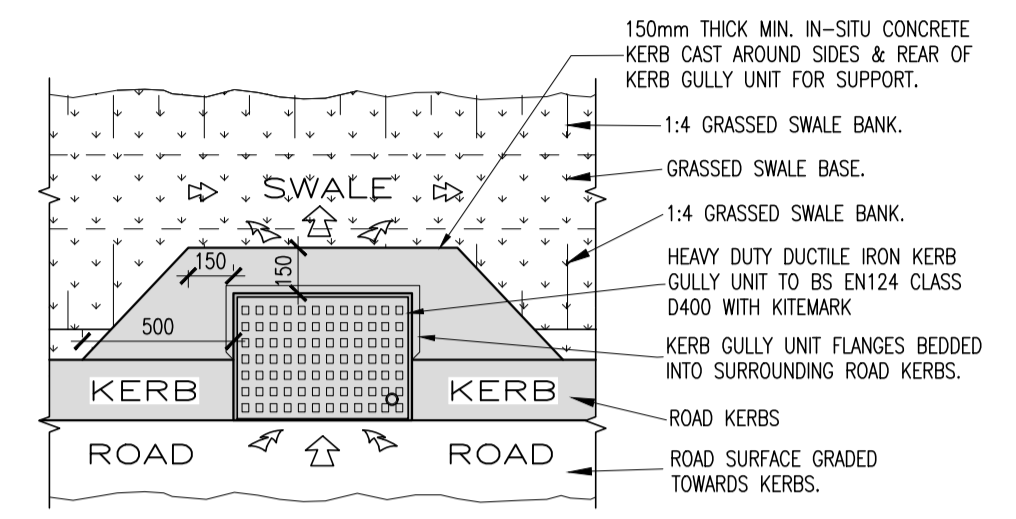 150mm THICK MIN. IN-SITU CONCRETE
KERB CAST AROUND SIDES & REAR OF
KERB GULLY UNIT FOR SUPPORT.
1:4 GRASSED SWALE BANK.
GRASSED SWALE BASE.
SWALE
1:4 GRASSED SWALE BANK.
150
150
HEAVY DUTY DUCTILE IRON KERB
GULLY UNIT TO BS EN124 CLASS
D400 WITH KITEMARK
500
KERB GULLY UNIT FLANGES BEDDED
INTO SURROUNDING ROAD KERBS.
KERB
KERB
ROAD KERBS
ROAD
ROAD
ROAD SURFACE GRADED
TOWARDS KERBS.